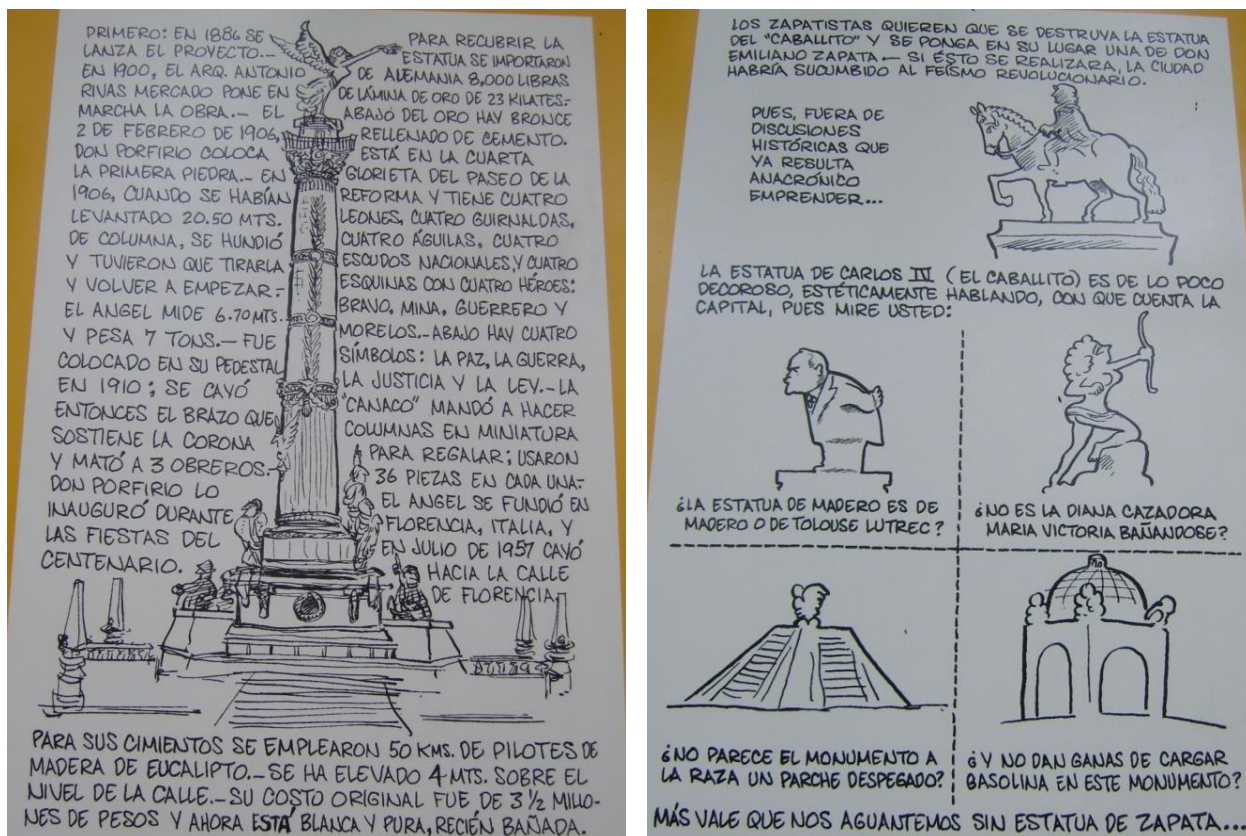 PRIMERO: EN 1886 SE
LANZA EL PROYECTO.—
EN 1900, EL ARQ. ANTONIO
RIVAS MERCADO PONE EN
MARCHA LA OBRA.— EL
2 DE FEBRERO DE 1906,
DON PORFIRIO COLOCA
LA PRIMERA PIEDRA.— EN
1906, CUANDO SE HABÍAN
LEVANTADO 20.50 MTS.
DE COLUMNA, SE HUNDIÓ
Y TUVIERON QUE TIRARLA
Y VOLVER A EMPEZAR.—
EL ANGEL MIDE 6.70 MTS.
Y PESA 7 TONS.— FUE
COLOCADO EN SU PEDESTAL
EN 1910; SE CAYÓ
ENTONCES EL BRAZO QUE
SOSTIENE LA CORONA
Y MATÓ A 3 OBREROS.—
DON PORFIRIO LO
INAUGURÓ DURANTE
LAS FIESTAS DEL
CENTENARIO.
PARA RECUBRIR LA
ESTATUA SE IMPORTARON
DE ALEMANIA 8,000 LIBRAS
DE LÁMINA DE ORO DE 23 KILATES.—
ABAJO DEL ORO HAY BRONCE
RELLENADO DE CEMENTO.
ESTÁ EN LA CUARTA
GLORIETA DEL PASEO DE LA
REFORMA Y TIENE CUATRO
LEONES, CUATRO GUIRNALDAS,
CUATRO ÁGUILAS, CUATRO
ESCUDOS NACIONALES, Y CUATRO
ESQUINAS CON CUATRO HÉROES:
BRAVO, MINA, GUERRERO Y
MORELOS.— ABAJO HAY CUATRO
SÍMBOLOS: LA PAZ, LA GUERRA,
LA JUSTICIA Y LA LEY.— LA
"CANACO" MANDÓ A HACER
COLUMNAS EN MINIATURA
PARA REGALAR; USARON
36 PIEZAS EN CADA UNA.—
EL ANGEL SE FUNDIÓ EN
FLORENCIA, ITALIA, Y
EN JULIO DE 1957 CAYÓ
HACIA LA CALLE
DE FLORENCIA.—
PARA SUS CIMIENTOS SE EMPLEARON 50 KMS. DE PILOTES DE
MADERA DE EUCALIPTO.— SE HA ELEVADO 4 MTS. SOBRE EL
NIVEL DE LA CALLE.— SU COSTO ORIGINAL FUE DE 3 ½ MILLO-
NES DE PESOS Y AHORA ESTÁ BLANCA Y PURA, RECIÉN BAÑADA.
LOS ZAPATISTAS QUIEREN QUE SE DESTRUYA LA ESTATUA
DEL "CABALLITO" Y SE PONGA EN SU LUGAR UNA DE DON
EMILIANO ZAPATA.— SI ÉSTO SE REALIZARA, LA CIUDAD
HABRÍA SUCUMBIDO AL FEÍSMO REVOLUCIONARIO.
PUES, FUERA DE
DISCUSIONES
HISTÓRICAS QUE
YA RESULTA
ANACRÓNICO
EMPRENDER...
LA ESTATUA DE CARLOS IV (EL CABALLITO) ES DE LO POCO
DECOROSO, ESTÉTICAMENTE HABLANDO, CON QUE CUENTA LA
CAPITAL, PUES MIRE USTED:
¿LA ESTATUA DE MADERO ES DE
MADERO O DE TOLOUSE LUTREC?
¿NO ES LA DIANA CAZADORA
MARIA VICTORIA BAÑANDOSE?
¿NO PARECE EL MONUMENTO A
LA RAZA UN PARCHE DESPEGADO?
¿Y NO DAN GANAS DE CARGAR
GASOLINA EN ESTE MONUMENTO?
MÁS VALE QUE NOS AGUANTEMOS SIN ESTATUA DE ZAPATA...